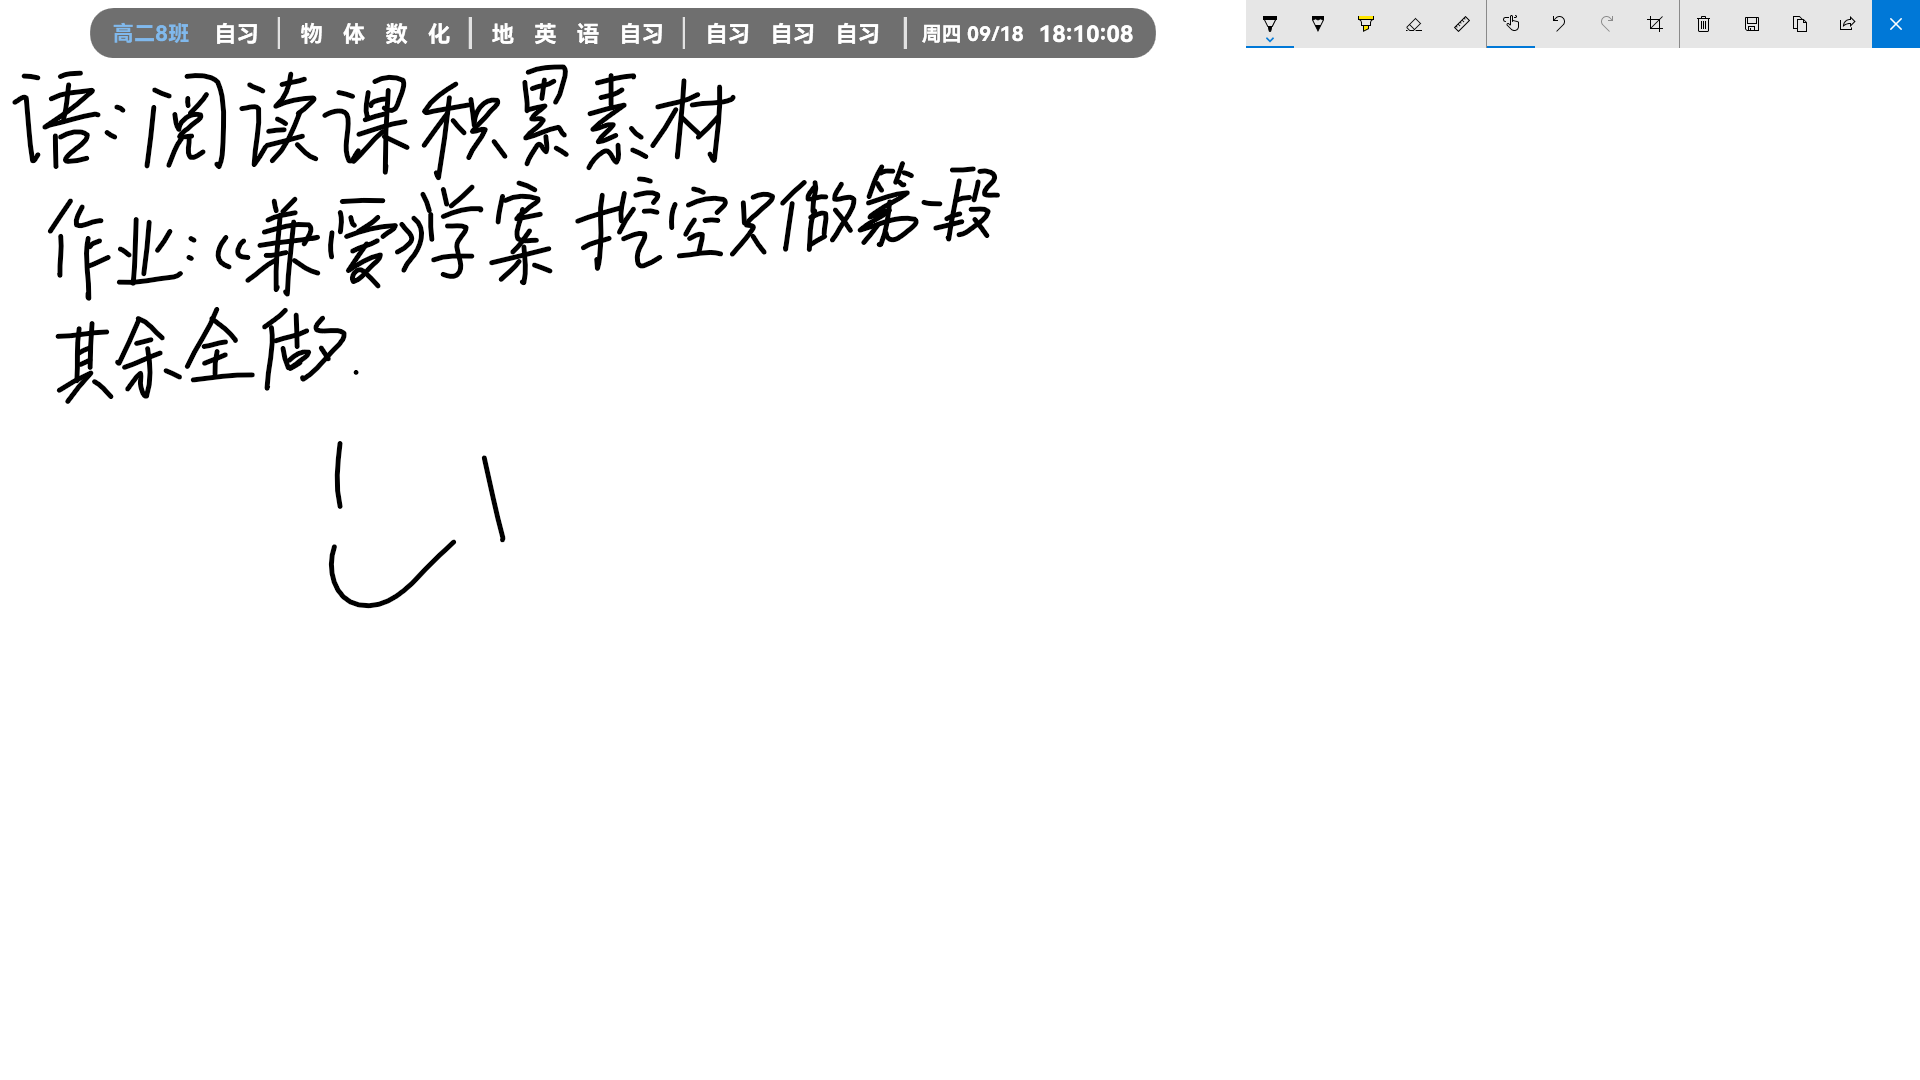 高二8班 自习 | 物 体 数 化 | 地 英 语 自习 | 自习 自习 自习 | 周四 09/18 18:10:08
语:阅读课积累素材
作业:《兼爱》学案 挖空只做第一段
其余全做.